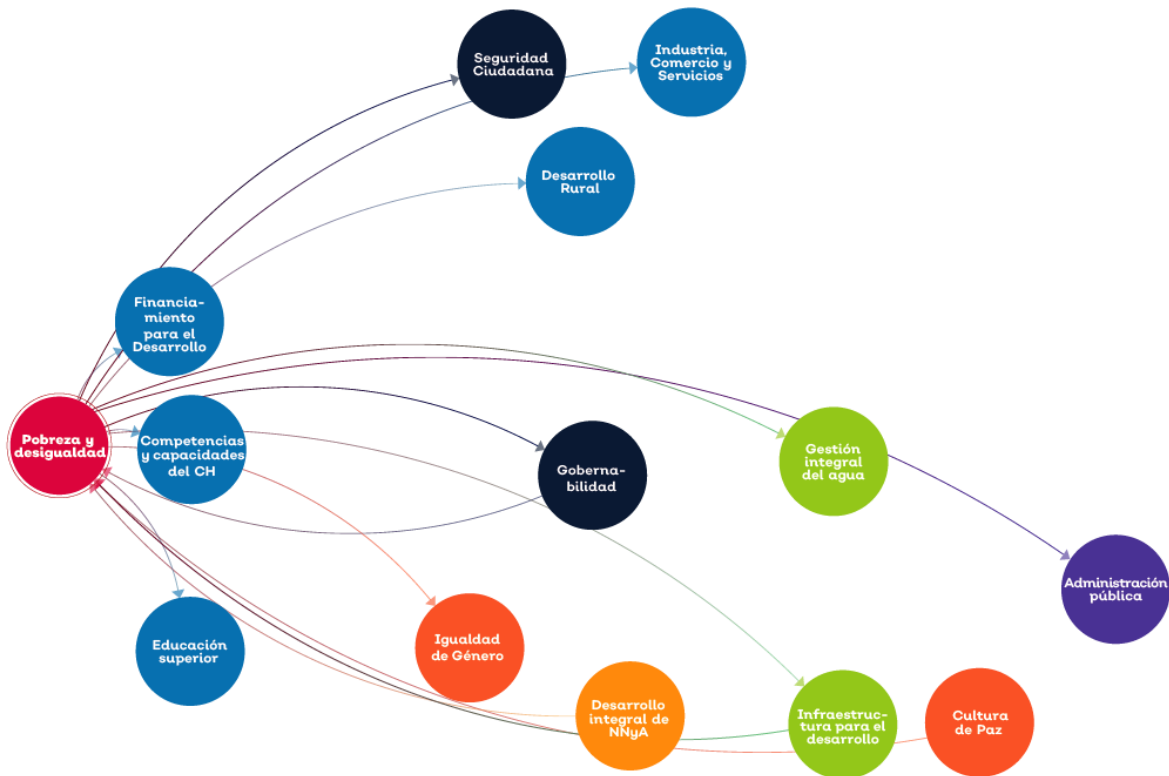 Seguridad
Ciudadana
Industria,
Comercio y
Servicios
Desarrollo
Rural
Financia-
miento
para el
Desarrollo
Pobreza y
desigualdad
Competencias
y capacidades
del CH
Goberna-
bilidad
Gestión
integral
del agua
Administración
pública
Educación
superior
Igualdad
de Género
Desarrollo
integral de
NNyA
Infraestruc-
tura para el
desarrollo
Cultura
de Paz